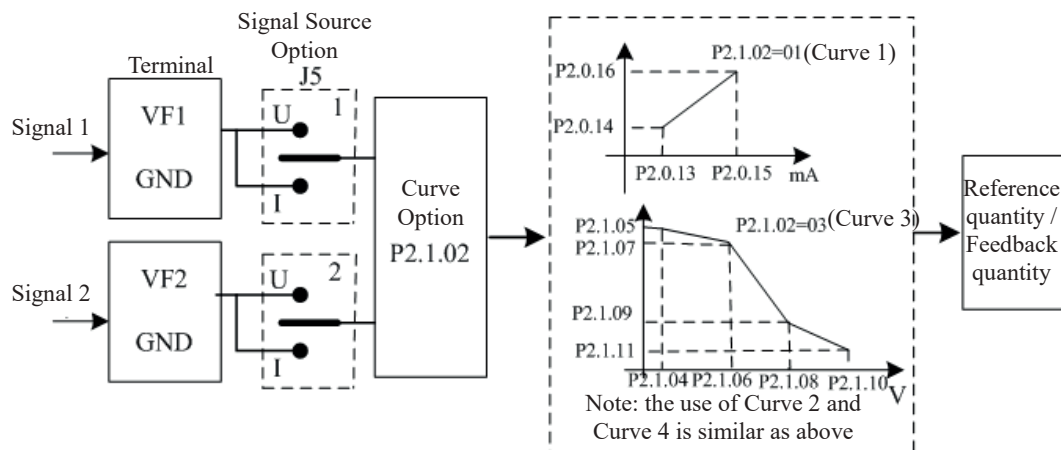 Signal Source
Option
Terminal
J5
Signal 1
VF1
GND
U
1
I
Signal 2
VF2
GND
U
2
I
Curve
Option
P2.1.02
P2.1.02=01(Curve 1)
P2.0.16
P2.0.14
P2.0.13
P2.0.15
mA
P2.1.02=03(Curve 3)
P2.1.05
P2.1.07
P2.1.09
P2.1.11
P2.1.04
P2.1.06
P2.1.08
P2.1.10
V
Note: the use of Curve 2 and
Curve 4 is similar as above
Reference
quantity /
Feedback
quantity